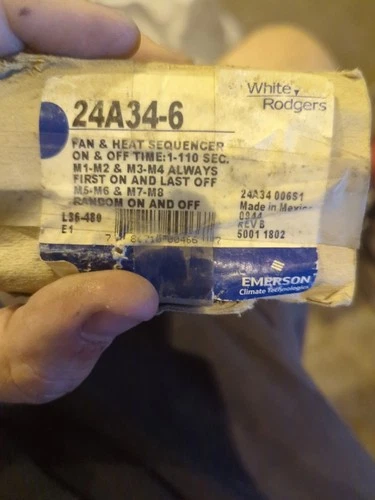 White
Rodgers
24A34-6
FAN & HEAT SEQUENCER
ON & OFF TIME:1-110 SEC.
M1-M2 & M3-M4 ALWAYS
FIRST ON AND LAST OFF
M5-M6 & M7-M8
RANDOM ON AND OFF
L36-480
E1
24A34 006S1
Made in Mexico
0944
REV B
5001 1802
EMERSON
Climate Technologies